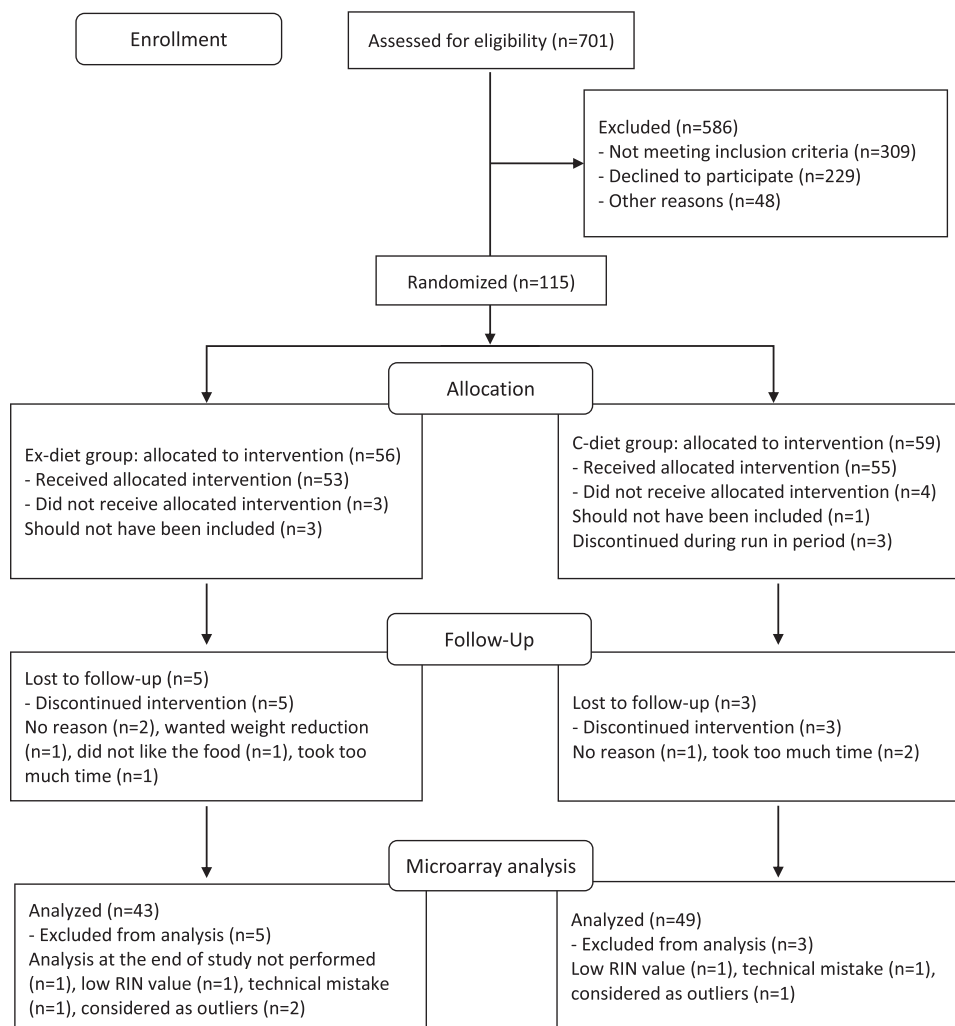 Enrollment
Assessed for eligibility (n=701)
Excluded (n=586)
- Not meeting inclusion criteria (n=309)
- Declined to participate (n=229)
- Other reasons (n=48)
Randomized (n=115)
Allocation
Ex-diet group: allocated to intervention (n=56)
- Received allocated intervention (n=53)
- Did not receive allocated intervention (n=3)
Should not have been included (n=3)
C-diet group: allocated to intervention (n=59)
- Received allocated intervention (n=55)
- Did not receive allocated intervention (n=4)
Should not have been included (n=1)
Discontinued during run in period (n=3)
Follow-Up
Lost to follow-up (n=5)
- Discontinued intervention (n=5)
No reason (n=2), wanted weight reduction
(n=1), did not like the food (n=1), took too
much time (n=1)
Lost to follow-up (n=3)
- Discontinued intervention (n=3)
No reason (n=1), took too much time (n=2)
Microarray analysis
Analyzed (n=43)
- Excluded from analysis (n=5)
Analysis at the end of study not performed
(n=1), low RIN value (n=1), technical mistake
(n=1), considered as outliers (n=2)
Analyzed (n=49)
- Excluded from analysis (n=3)
Low RIN value (n=1), technical mistake (n=1),
considered as outliers (n=1)